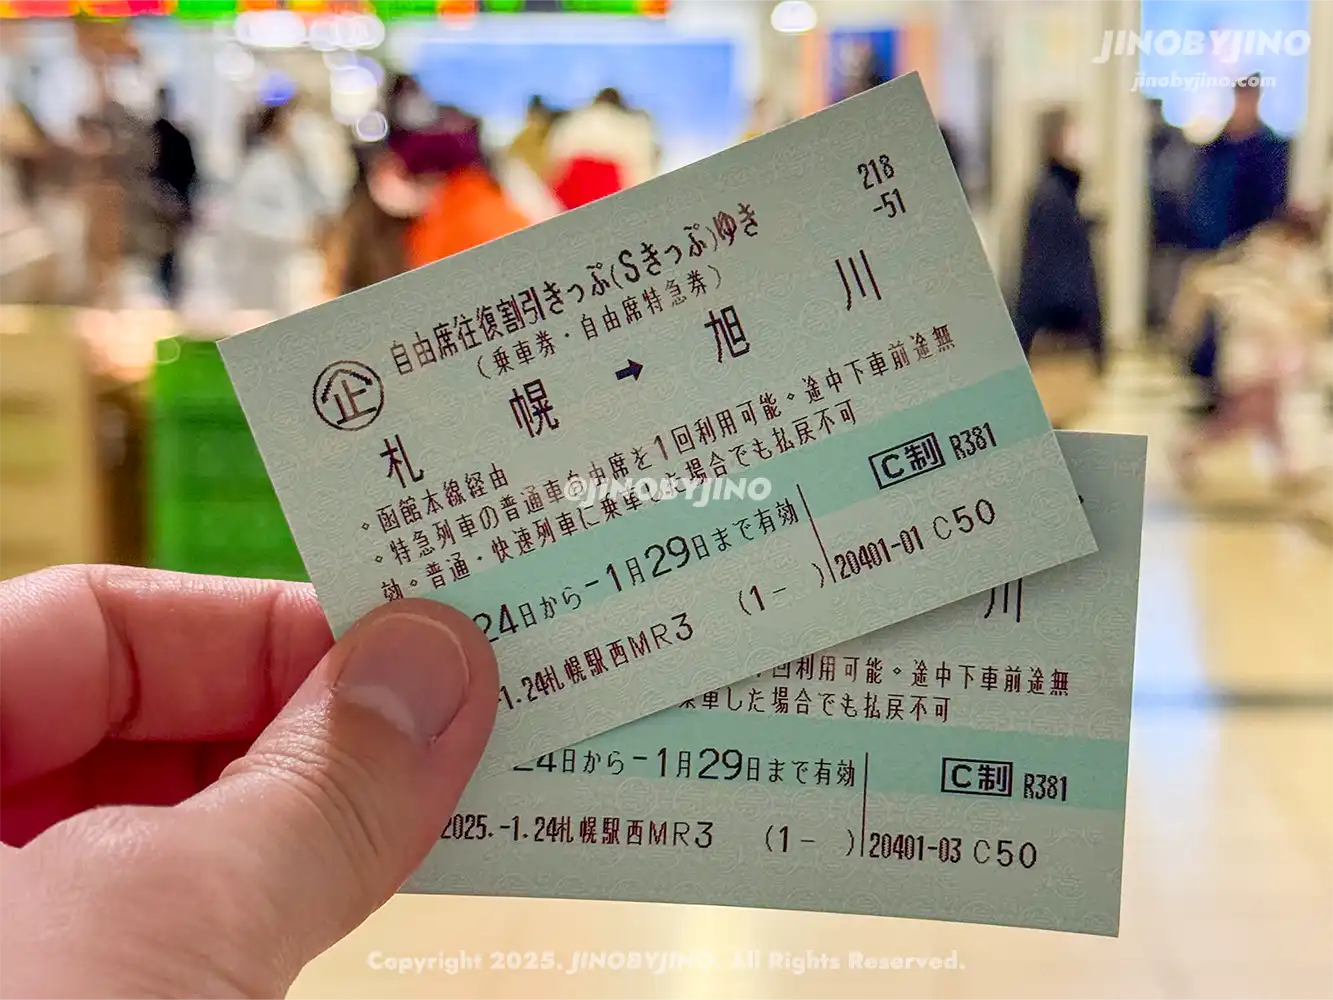 JINOBYJINO
jinobyjino.com
218
-51
企
自由席往復割引きっぷ(Sきっぷ)ゆき
(乗車券・自由席特急券)
札 幌 → 旭 川
◦函館本線経由
◦特急列車の普通車自由席を1回利用可能◦途中下車前途無
効◦普通・快速列車に乗車した場合でも払戻不可
@JINOBYJINO
C制 R381
24日から-1月29日まで有効
-1.24札幌駅西MR3 (1- ) 20401-01 C50
川
回利用可能◦途中下車前途無
乗車した場合でも払戻不可
24日から-1月29日まで有効 C制 R381
2025.-1.24札幌駅西MR3 (1- ) 20401-03 C50
Copyright 2025. JINOBYJINO. All Rights Reserved.